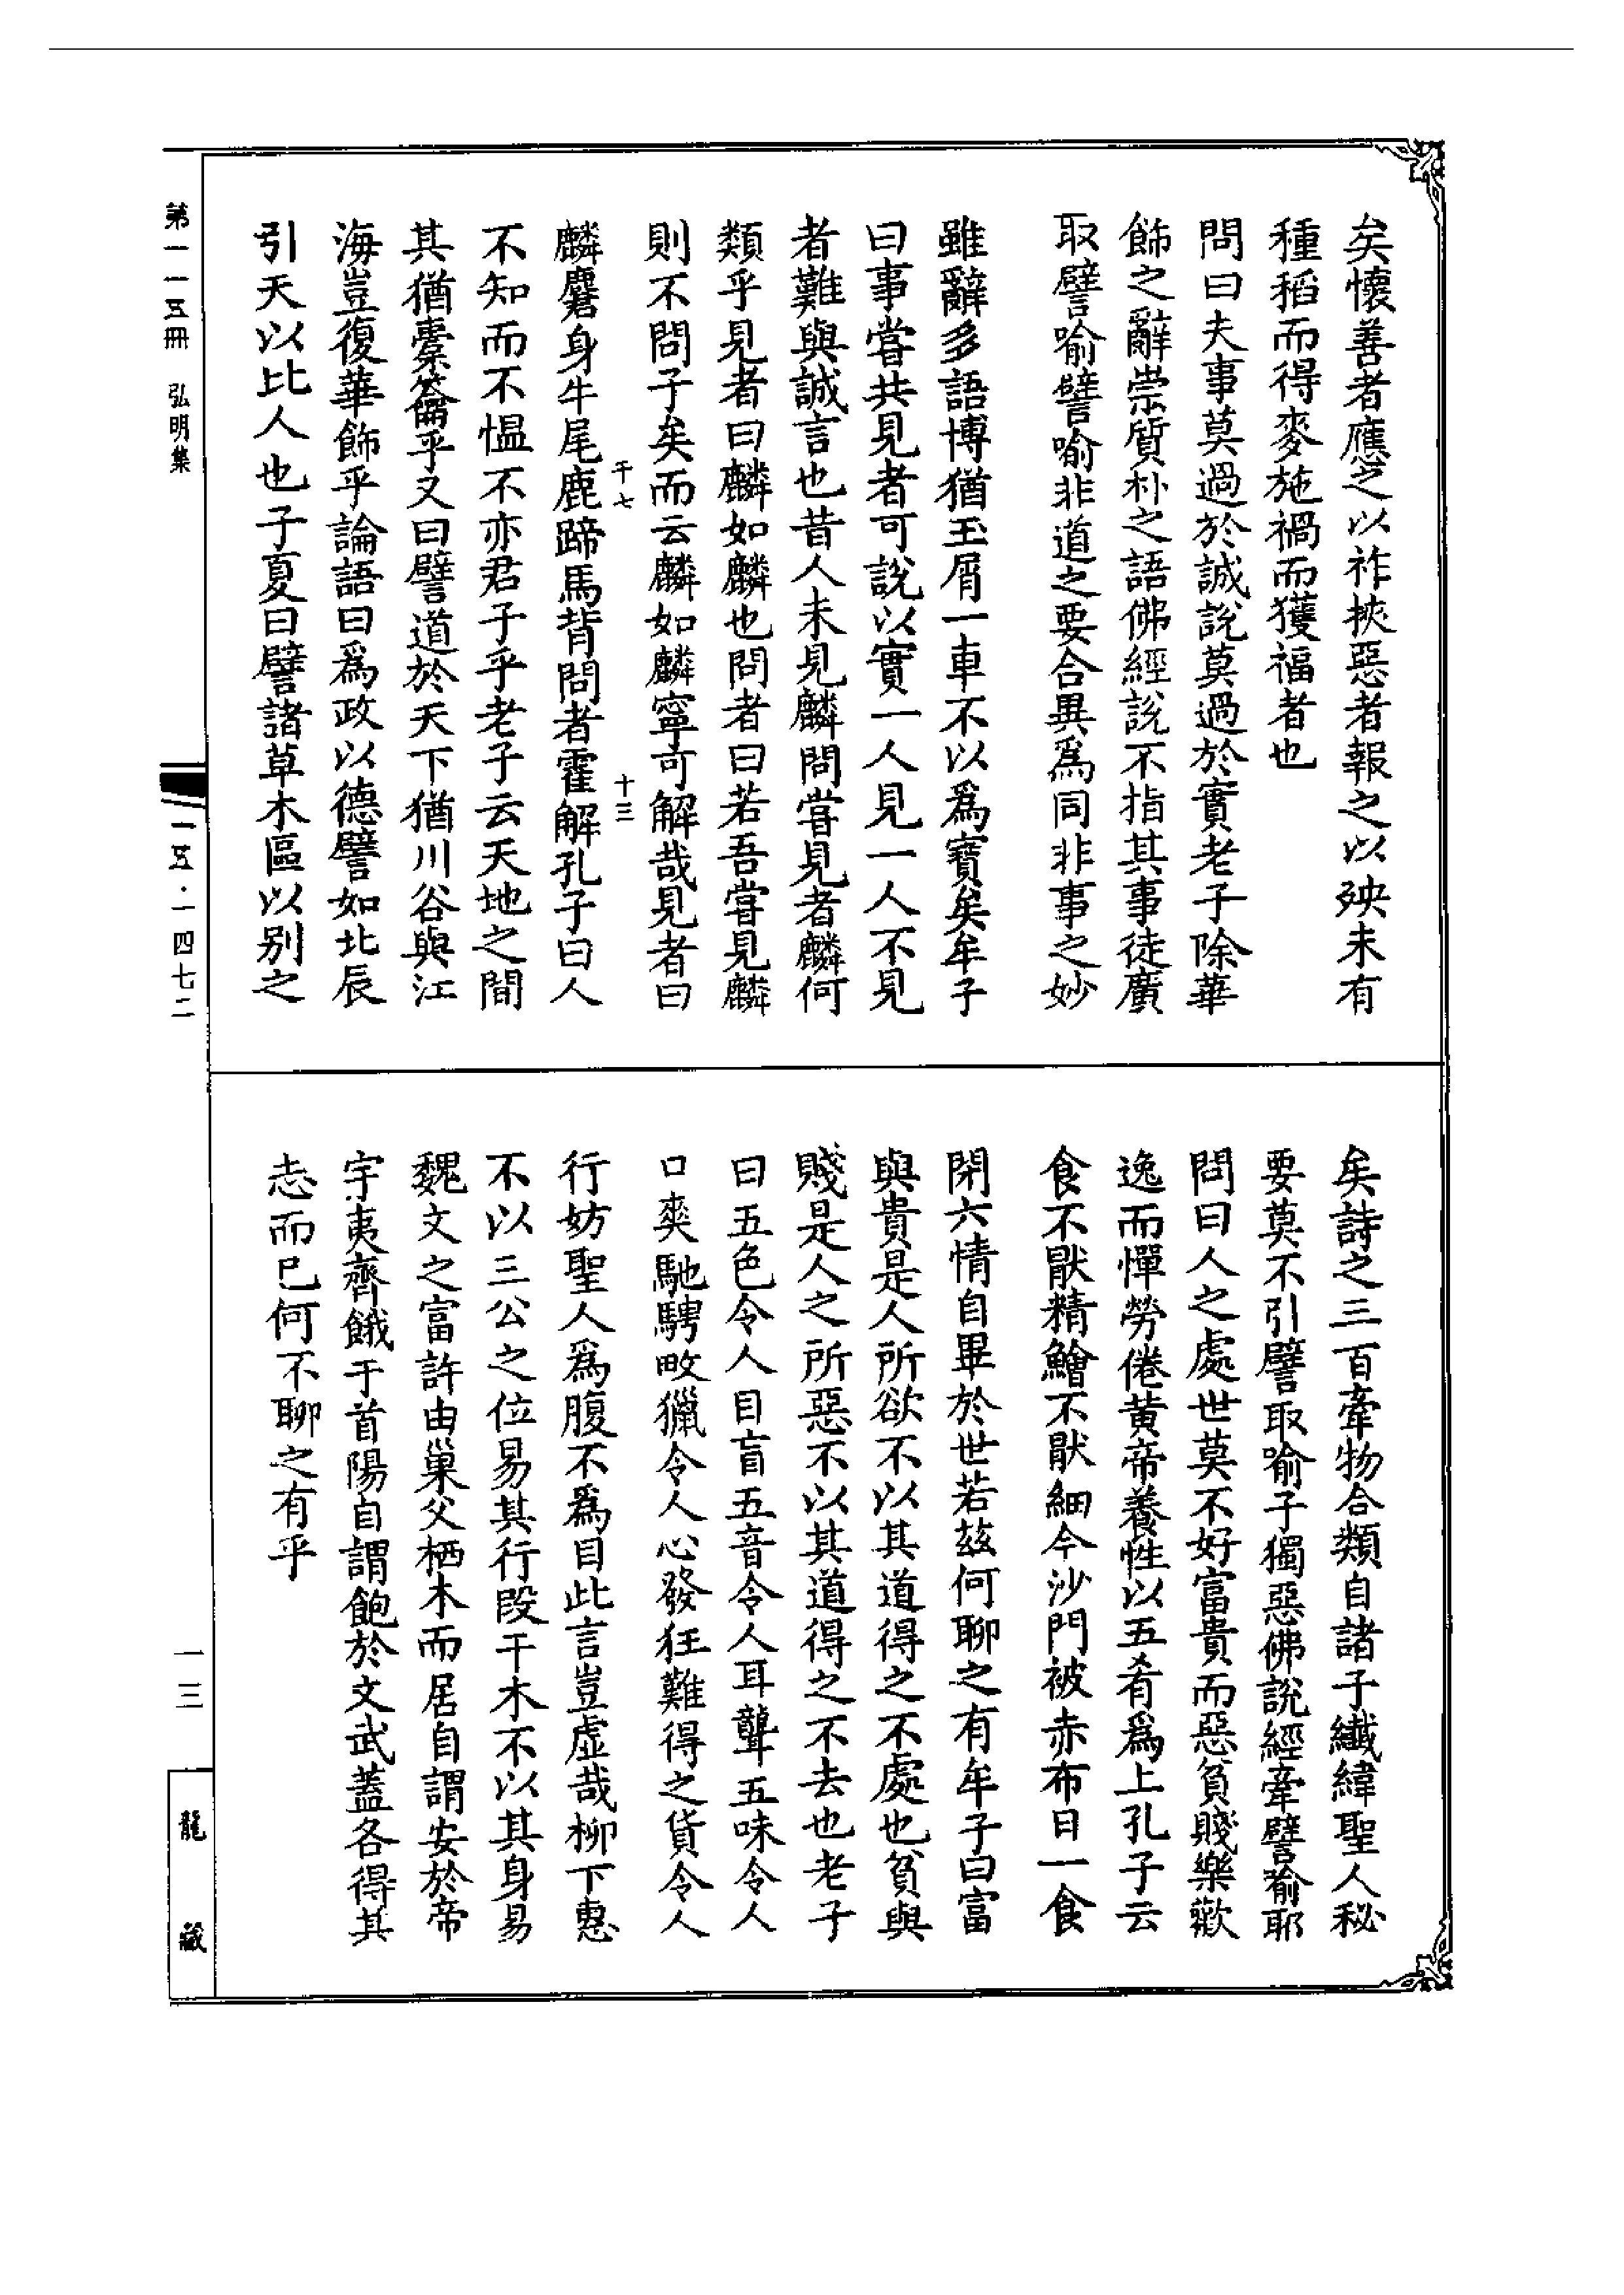 矣懷善者應之以祚挾惡者報之以殃未有
種稻而得麥施禍而獲福者也
問曰夫事莫過於誠說莫過於實老子除華
飾之辭崇質朴之語佛經說不指其事徒廣
取譬喻譬喻非道之要合異爲同非事之妙
雖辭多語博猶玉屑一車不以爲寶矣牟子
曰事嘗共見者可說以實一人見一人不見
者難與誠言也昔人未見麟問嘗見者麟何
類乎見者曰麟如麟也問者曰若吾嘗見麟
則不問子矣而云麟如麟寧可解哉見者曰
千七
十三
麟麏身牛尾鹿蹄馬背問者霍解孔子曰人
不知而不愠不亦君子乎老子云天地之間
其猶橐籥乎又曰譬道於天下猶川谷與江
海豈復華飾乎論語曰爲政以德譬如北辰
引天以比人也子夏曰譬諸草木區以别之
矣詩之三百牽物合類自諸子讖緯聖人秘
要莫不引譬取喻子獨惡佛說經牽譬喻耶
問曰人之處世莫不好富貴而惡貧賤樂歡
逸而憚勞倦黄帝養性以五肴爲上孔子云
食不厭精鱠不厭細今沙門被赤布日一食
閉六情自畢於世若兹何聊之有牟子曰富
與貴是人所欲不以其道得之不處也貧與
賤是人之所惡不以其道得之不去也老子
曰五色令人目盲五音令人耳聾五味令人
口爽馳騁畋獵令人心發狂難得之貨令人
行妨聖人爲腹不爲目此言豈虛哉柳下惠
不以三公之位易其行段干木不以其身易
魏文之富許由巢父栖木而居自謂安於帝
宇夷齊餓于首陽自謂飽於文武蓋各得其
志而巳何不聊之有乎
第一一五冊 弘明集
一五·一四七二
一三
龍藏